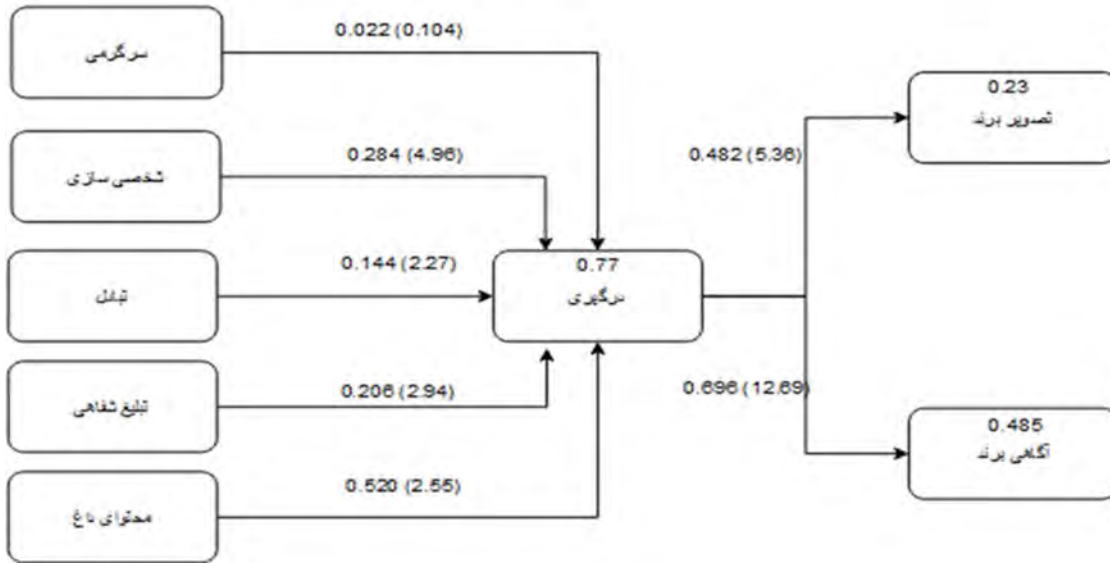 سرگرمی
0.022 (0.104)
شخصی سازی
0.284 (4.96)
تبادل
0.144 (2.27)
تبلیغ شفاهی
0.206 (2.94)
محتوای داغ
0.520 (2.55)
0.77
درگیری
0.482 (5.36)
0.696 (12.69)
0.23
تصویر برند
0.485
آگاهی برند